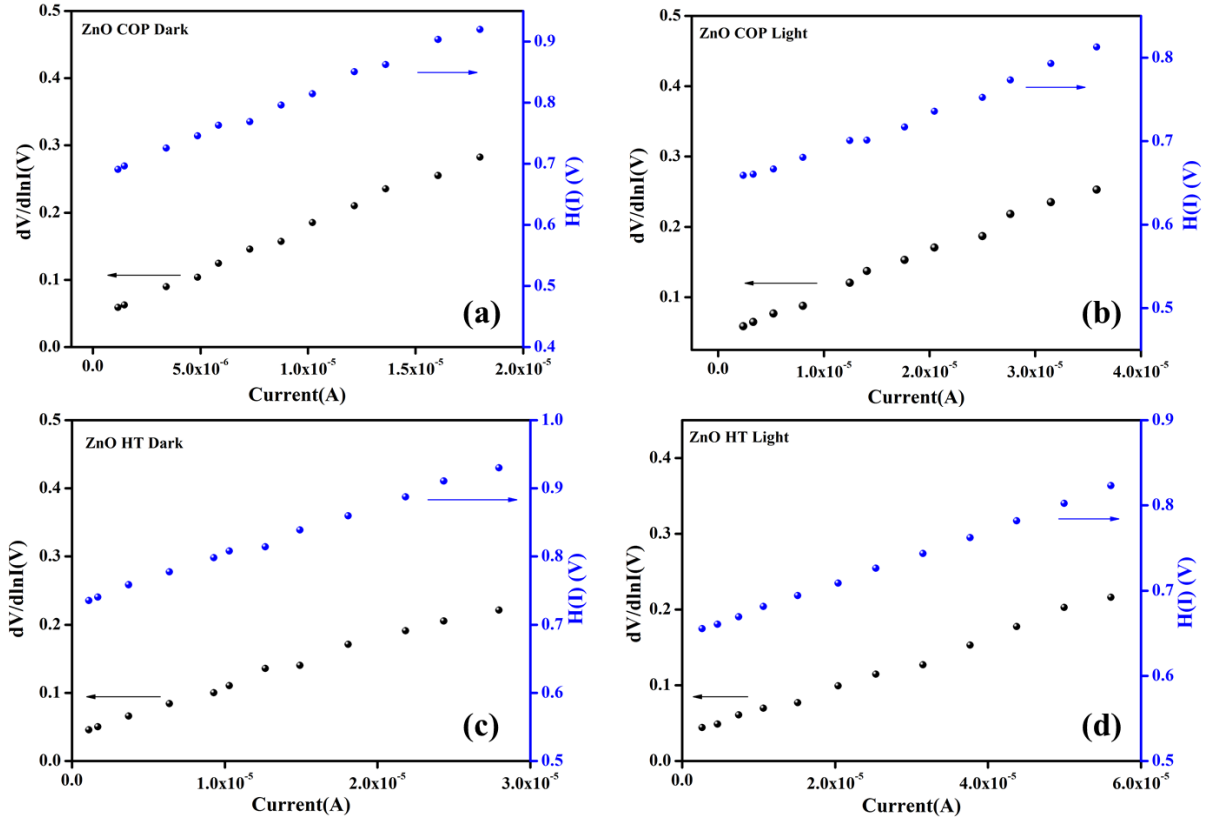 ZnO COP Dark
dV/dlnI(V)
0.5
0.4
0.3
0.2
0.1
0.0
0.9
0.8
0.7
0.6
0.5
0.4
H(I) (V)
(a)
0.0 5.0x10⁻⁶ 1.0x10⁻⁵ 1.5x10⁻⁵ 2.0x10⁻⁵
Current(A)
ZnO COP Light
dV/dlnI(V)
0.5
0.4
0.3
0.2
0.1
0.8
0.7
0.6
0.5
H(I) (V)
(b)
0.0 1.0x10⁻⁵ 2.0x10⁻⁵ 3.0x10⁻⁵ 4.0x10⁻⁵
Current(A)
ZnO HT Dark
dV/dlnI(V)
0.5
0.4
0.3
0.2
0.1
0.0
1.0
0.9
0.8
0.7
0.6
0.5
H(I) (V)
(c)
0.0 1.0x10⁻⁵ 2.0x10⁻⁵ 3.0x10⁻⁵
Current(A)
ZnO HT Light
dV/dlnI(V)
0.4
0.3
0.2
0.1
0.0
0.9
0.8
0.7
0.6
0.5
H(I) (V)
(d)
0.0 2.0x10⁻⁵ 4.0x10⁻⁵ 6.0x10⁻⁵
Current(A)